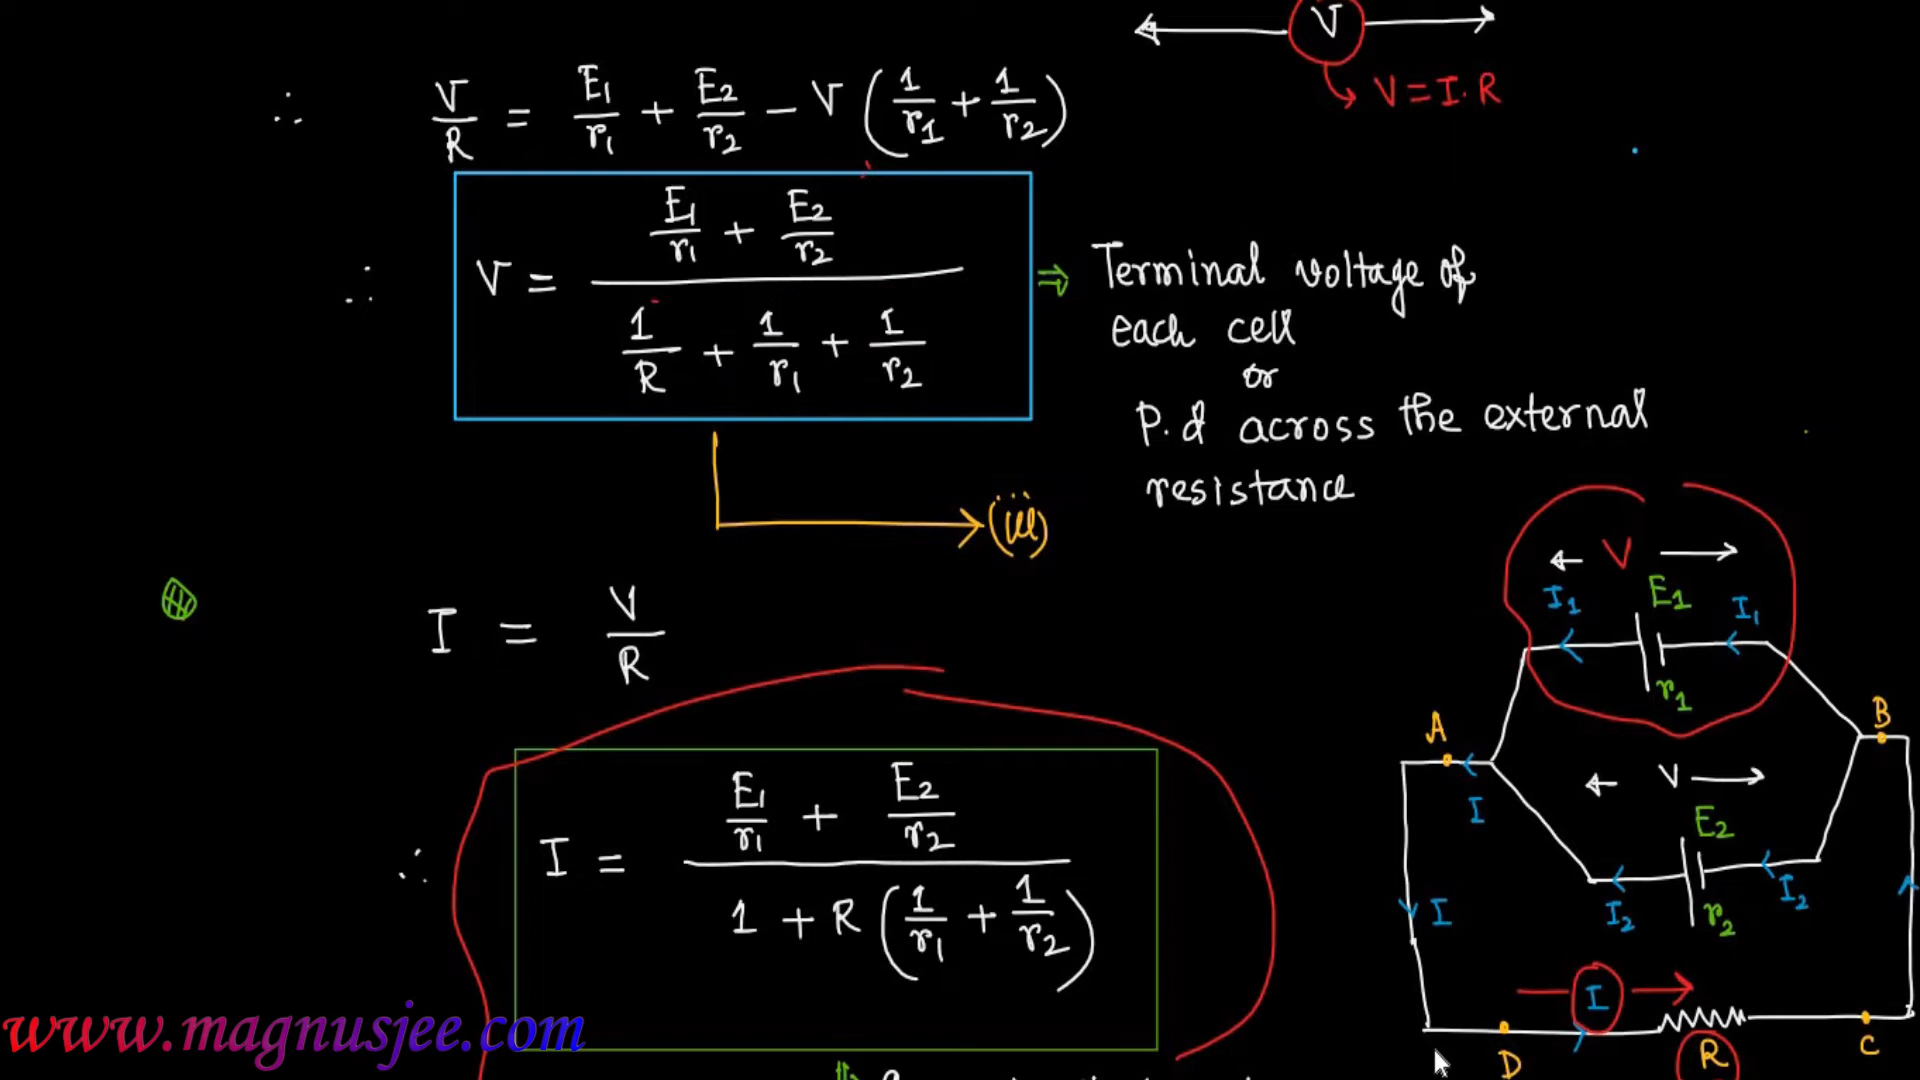 V
V = I.R
∴ V/R = E1/r1 + E2/r2 - V (1/r1 + 1/r2)
∴ V = (E1/r1 + E2/r2) / (1/R + 1/r1 + 1/r2) ⇒ Terminal voltage of
each cell
or
P.d across the external
resistance
(iii)
I = V/R
∴ I = (E1/r1 + E2/r2) / (1 + R (1/r1 + 1/r2))
V
I1 E1 I1
r1
A B
V
I
E2
I2 r2 I2
I
I
D R C
www.magnusjee.com